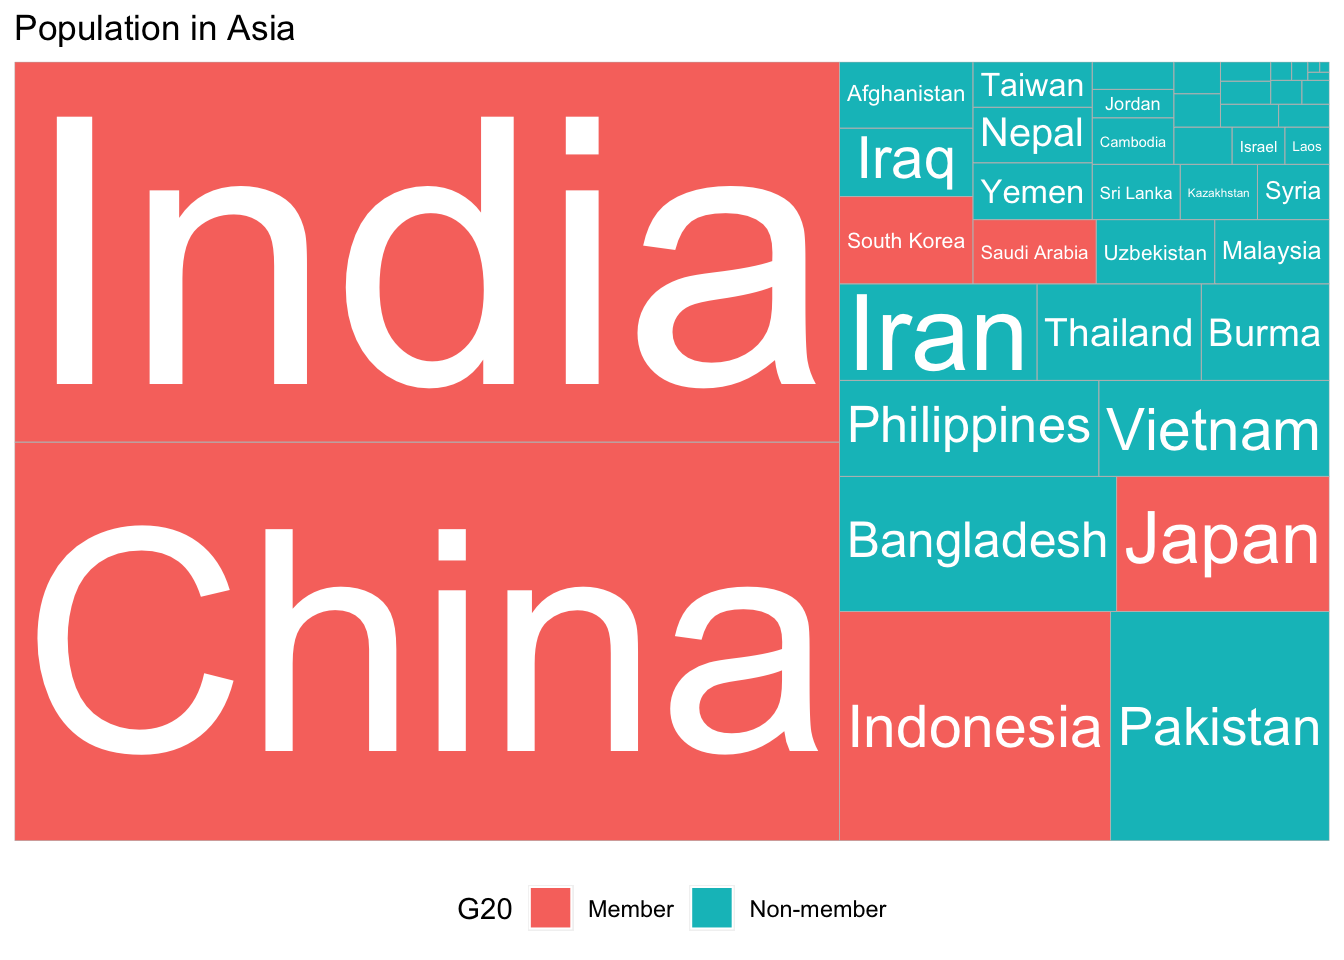 Population in Asia
India
China
Afghanistan
Iraq
South Korea
Taiwan
Nepal
Yemen
Saudi Arabia
Jordan
Cambodia
Sri Lanka
Kazakhstan
Syria
Israel
Laos
Uzbekistan
Malaysia
Iran
Thailand
Burma
Philippines
Vietnam
Bangladesh
Japan
Indonesia
Pakistan
G20
Member
Non-member